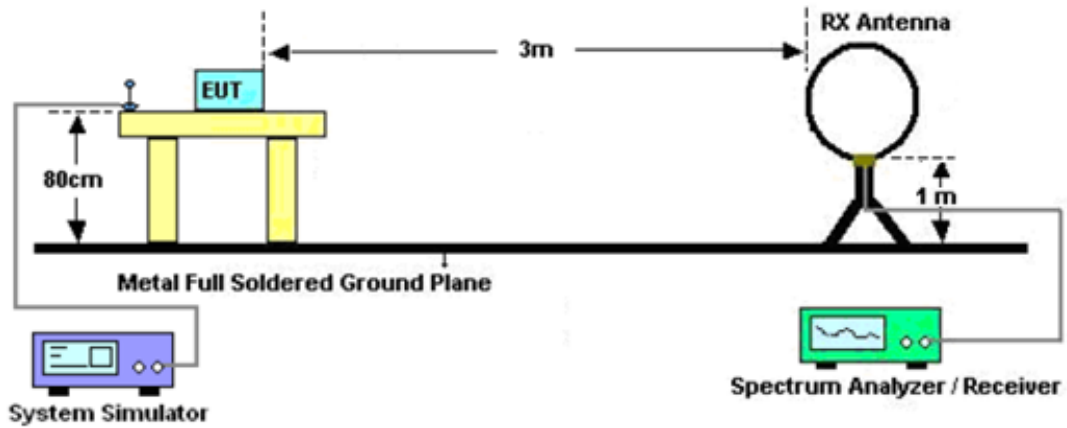 RX Antenna
3m
EUT
80cm
1 m
Metal Full Soldered Ground Plane
System Simulator
Spectrum Analyzer / Receiver